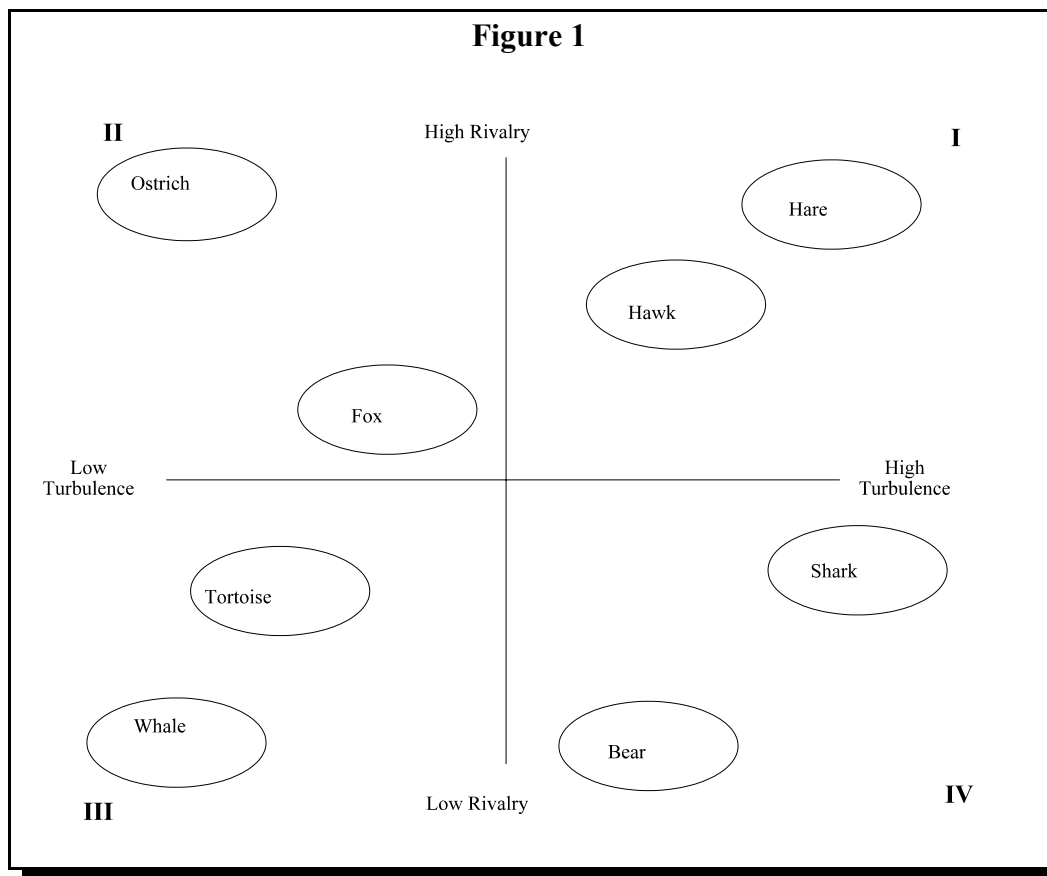 Figure 1
II
High Rivalry
I
Ostrich
Hare
Hawk
Fox
Low
Turbulence
High
Turbulence
Shark
Tortoise
Whale
Bear
Low Rivalry
IV
III